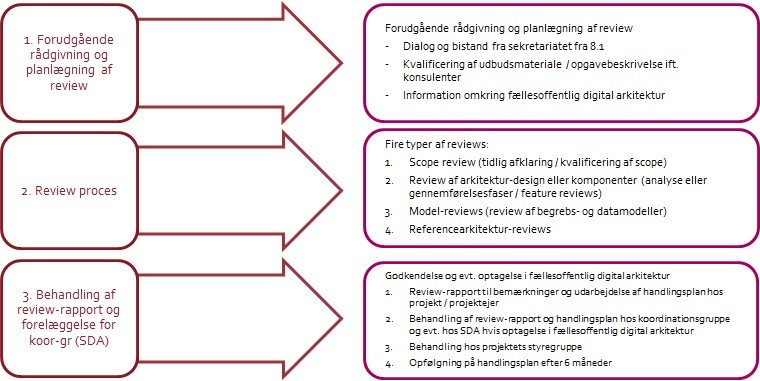 1. Forudgående
rådgivning og
planlægning af
review
Forudgående rådgivning og planlægning af review
- Dialog og bistand fra sekretariatet fra 8.1
- Kvalificering af udbudsmateriale / opgavebeskrivelse ift.
konsulenter
- Information omkring fællesoffentlig digital arkitektur
2. Review proces
Fire typer af reviews:
1. Scope review (tidlig afklaring / kvalificering af scope)
2. Review af arkitektur-design eller komponenter (analyse eller
gennemførelsesfaser / feature reviews)
3. Model-reviews (review af begrebs- og datamodeller)
4. Referencearkitektur-reviews
3. Behandling af
review-rapport og
forelæggelse for
koor-gr (SDA)
Godkendelse og evt. optagelse i fællesoffentlig digital arkitektur
1. Review-rapport til bemærkninger og udarbejdelse af handlingsplan hos
projekt / projektejer
2. Behandling af review-rapport og handlingsplan hos koordinationsgruppe
og evt. hos SDA hvis optagelse i fællesoffentlig digital arkitektur
3. Behandling hos projektets styregruppe
4. Opfølgning på handlingsplan efter 6 måneder